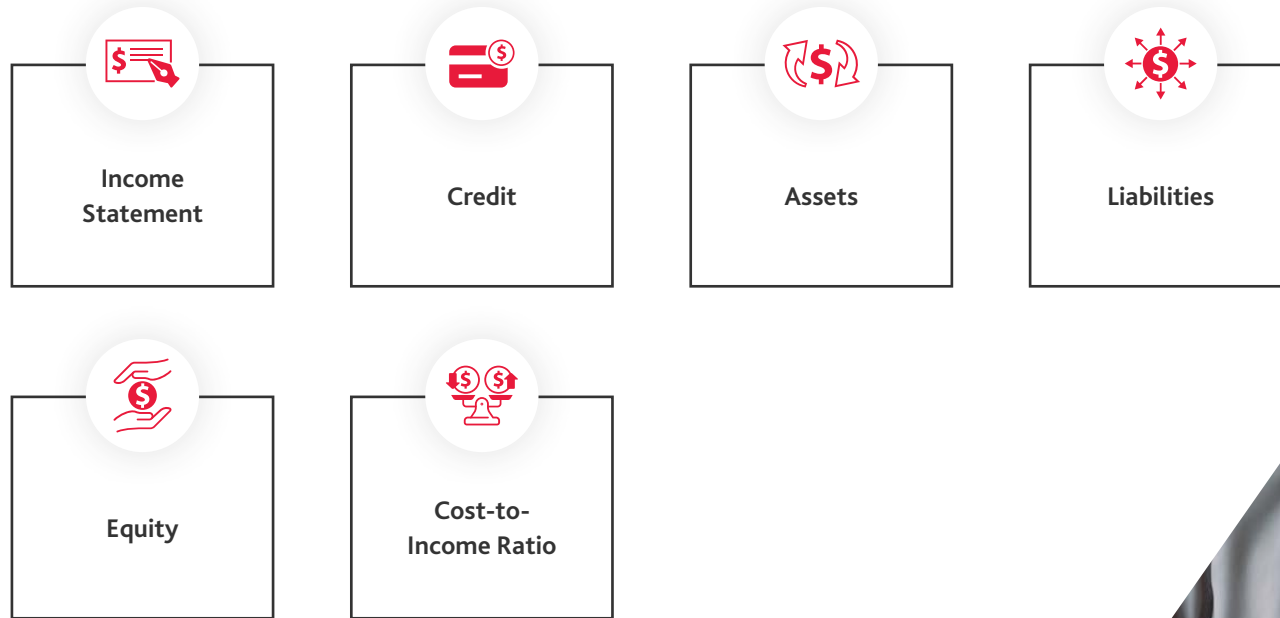 Income
Statement
Credit
Assets
Liabilities
Equity
Cost-to-
Income Ratio